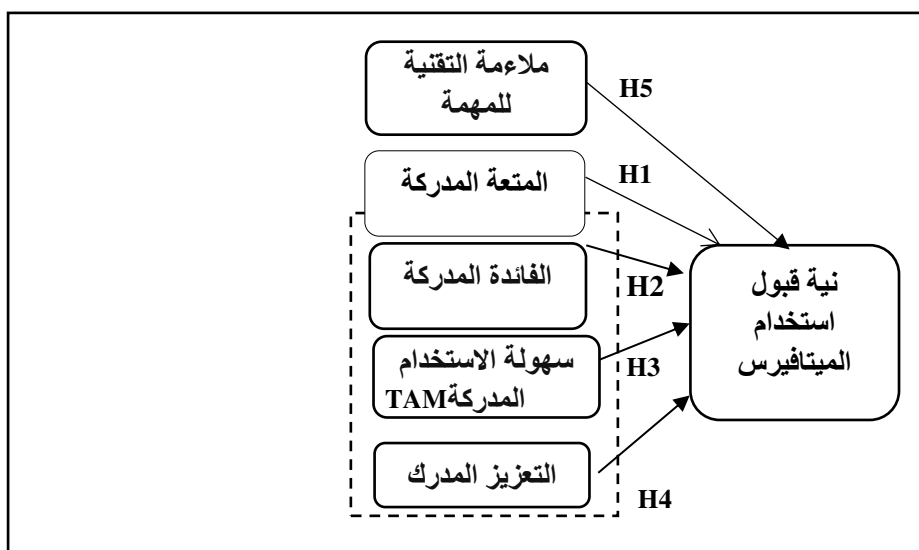 ملاءمة التقنية
للمهمة
H5
المتعة المدركة
H1
الفائدة المدركة
H2
سهولة الاستخدام
المدركةTAM
H3
التعزيز المدرك
H4
نية قبول
استخدام
الميتافيرس